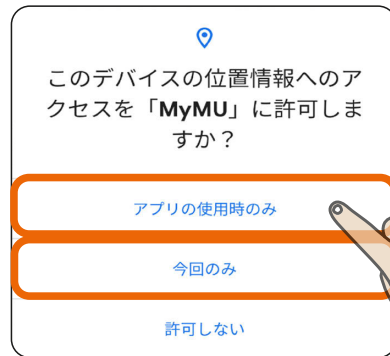 このデバイスの位置情報へのア
クセスを「MyMU」に許可しま
すか？
アプリの使用時のみ
今回のみ
許可しない